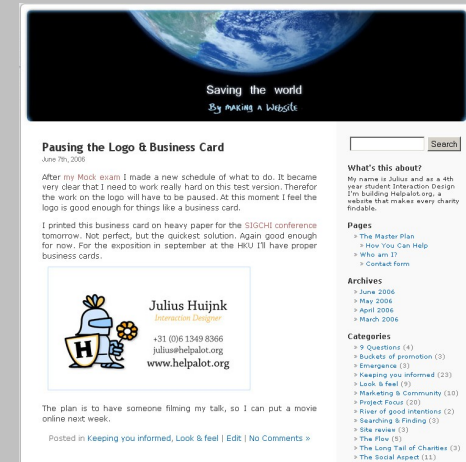 Saving the world
By making a Website
Pausing the Logo & Business Card
June 7th, 2006
After my Mock exam I made a new schedule of what to do. It became
very clear that I need to work really hard on this test version. Therefor
the work on the logo will have to be paused. At this moment I feel the
logo is good enough for things like a business card.
I printed this business card on heavy paper for the SIGCHI conference
tomorrow. Not perfect, but the quickest solution. Again good enough
for now. For the exposition in september at the HKU I'll have proper
business cards.
H
Julius Huijnk
Interaction Designer
+31 (0)6 1349 8366
julius@helpalot.org
www.helpalot.org
The plan is to have someone filming my talk, so I can put a movie
online next week.
Posted in Keeping you informed, Look & feel | Edit | No Comments »
Search
What's this about?
My name is Julius and as a 4th
year student Interaction Design
I'm building Helpalot.org, a
website that makes every charity
findable.
Pages
» The Master Plan
» How You Can Help
» Who am I?
» Contact form
Archives
» June 2006
» May 2006
» April 2006
» March 2006
Categories
» 9 Questions (4)
» Buckets of promotion (3)
» Emergence (3)
» Keeping you informed (23)
» Look & feel (9)
» Marketing & Community (10)
» Project Focus (20)
» River of good intentions (2)
» Searching & Finding (3)
» Site review (3)
» The Flow (5)
» The Long Tail of Charities (3)
» The Social Aspect (11)